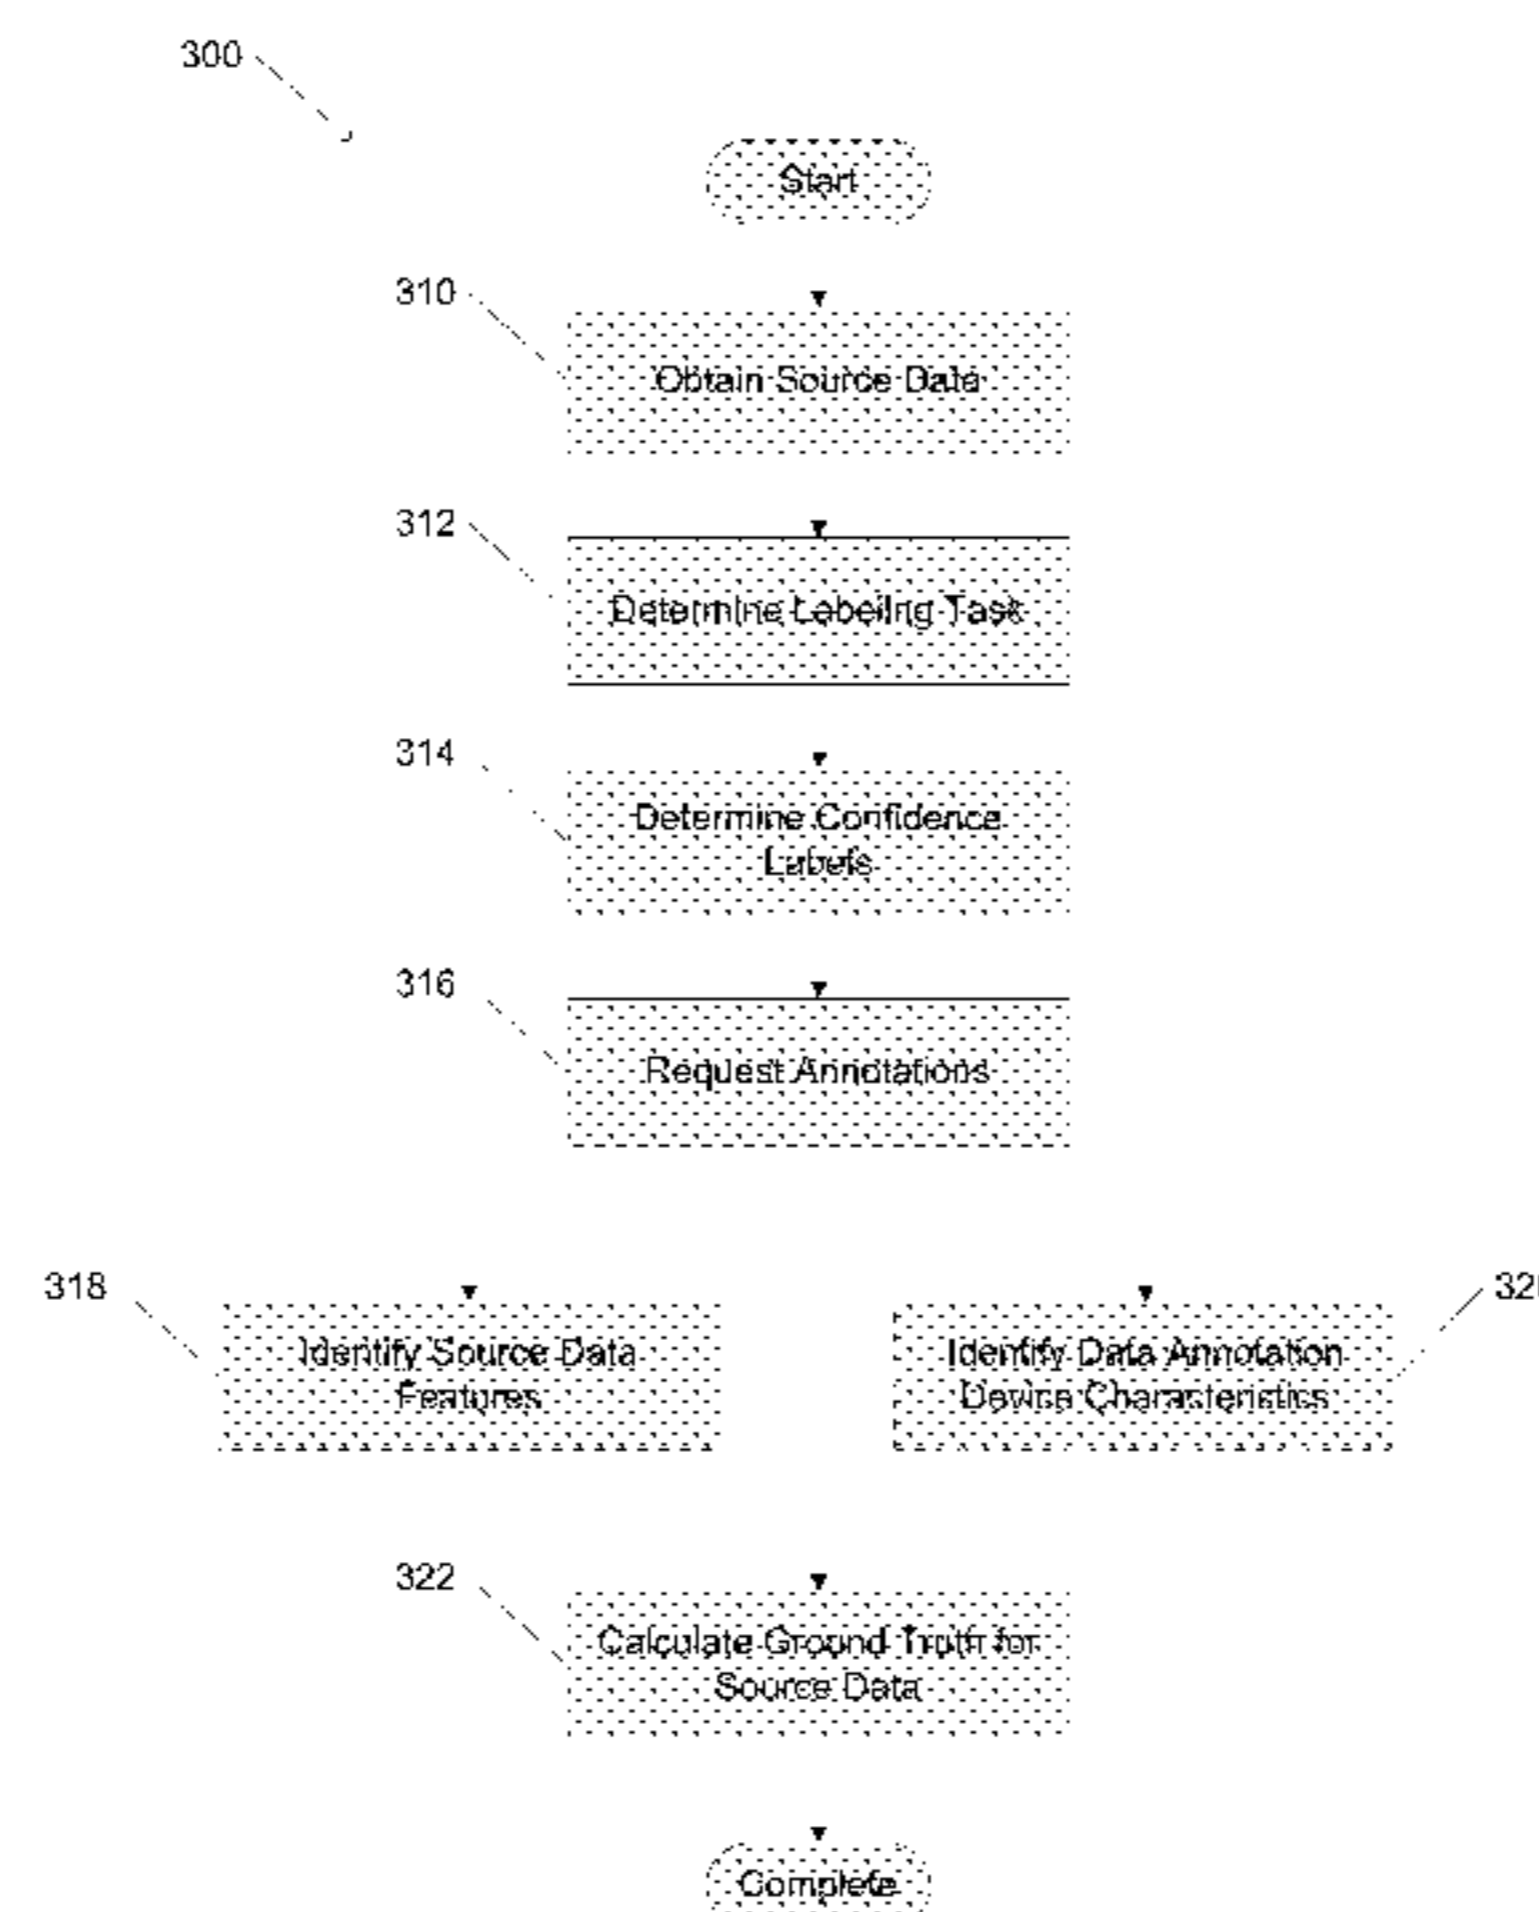 300
Start
310
Obtain Source Data
312
Determine Labeling Task
314
Determine Confidence
Labels
316
Request Annotations
318
Identify Source Data
Features
Identify Data Annotation
Device Characteristics
322
Calculate Ground Truth for
Source Data
Complete